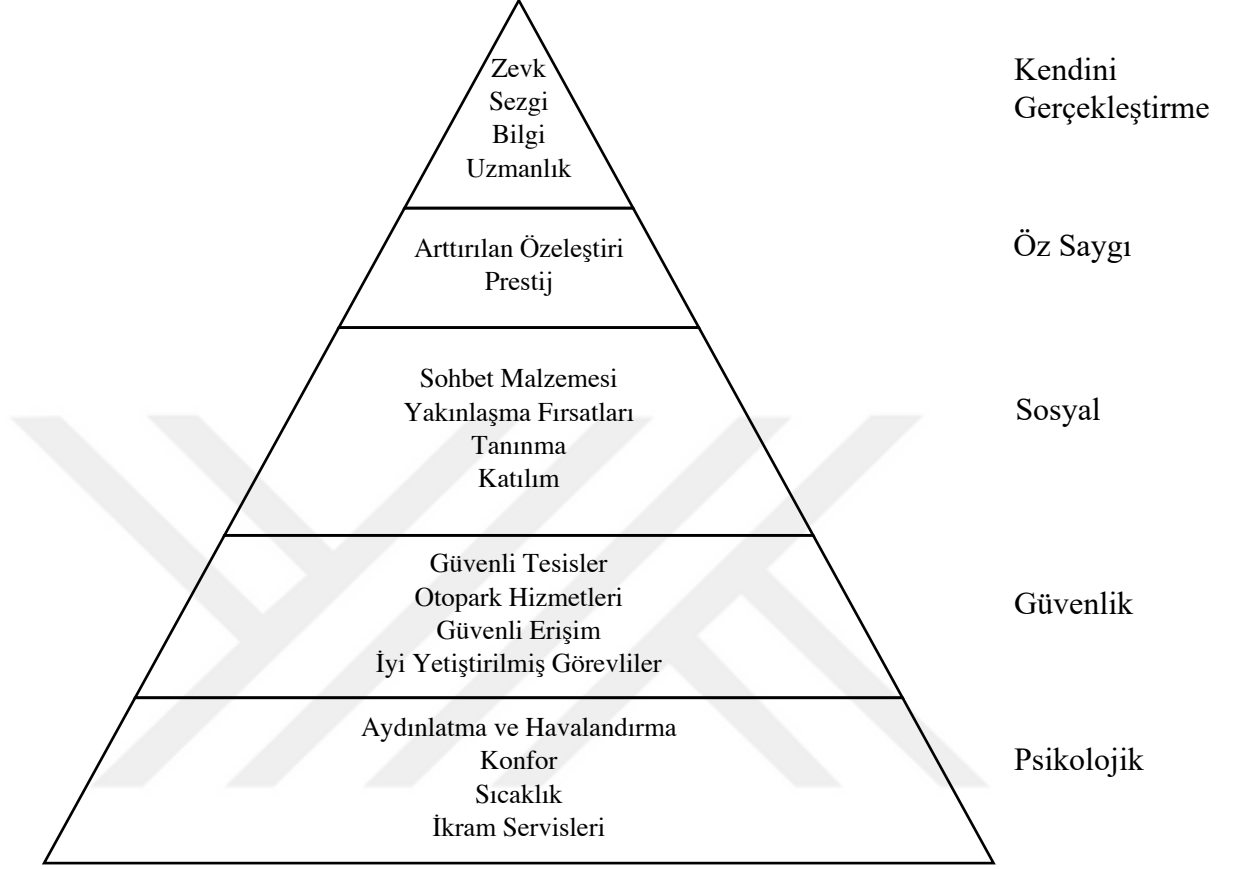 Zevk
Sezgi
Bilgi
Uzmanlık
Kendini
Gerçekleştirme
Arttırılan Özeleştiri
Prestij
Öz Saygı
Sohbet Malzemesi
Yakınlaşma Fırsatları
Tanınma
Katılım
Sosyal
Güvenli Tesisler
Otopark Hizmetleri
Güvenli Erişim
İyi Yetiştirilmiş Görevliler
Güvenlik
Aydınlatma ve Havalandırma
Konfor
Sıcaklık
İkram Servisleri
Psikolojik